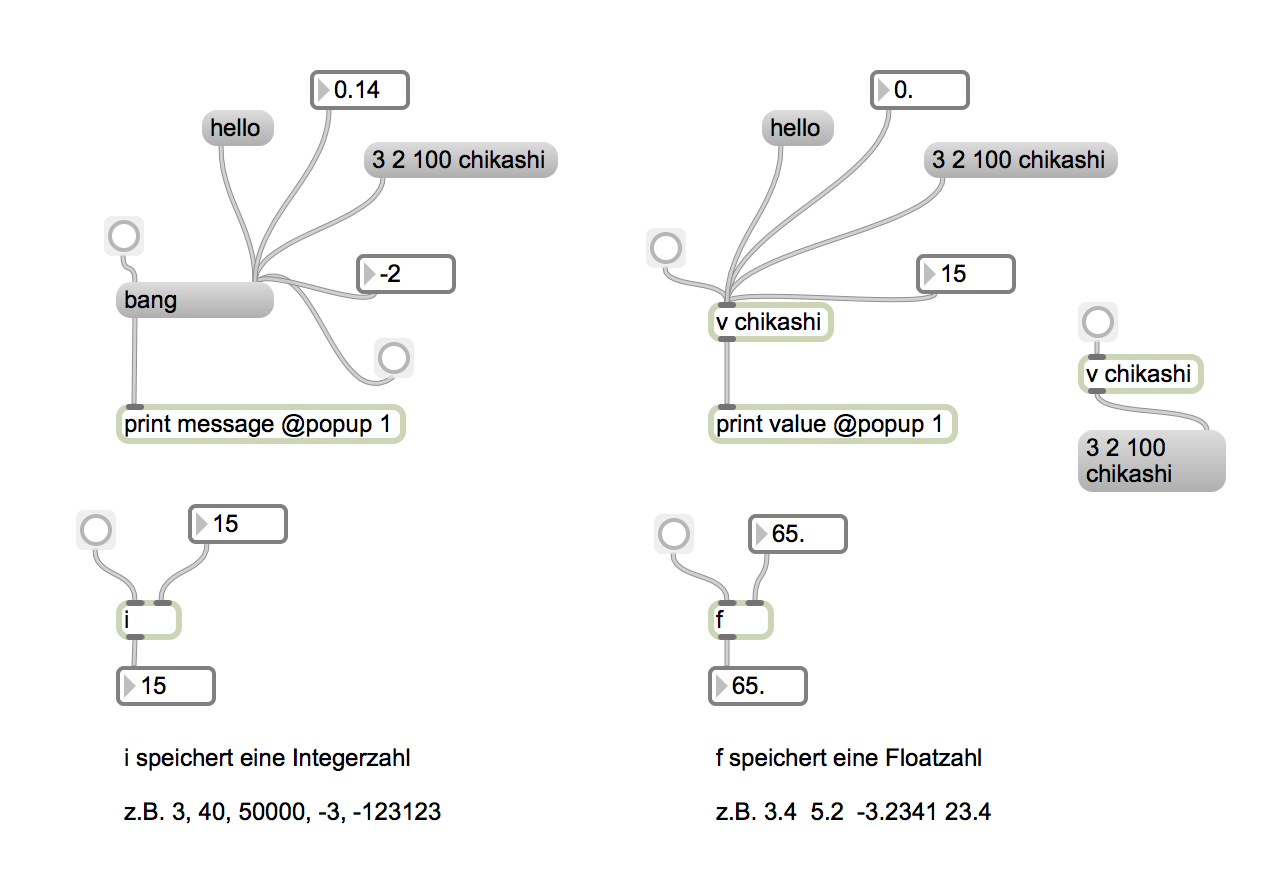 0.14
hello
3 2 100 chikashi
-2
bang
print message @popup 1
0.
hello
3 2 100 chikashi
15
v chikashi
print value @popup 1
v chikashi
3 2 100
chikashi
15
i
15
i speichert eine Integerzahl
z.B. 3, 40, 50000, -3, -123123
65.
f
65.
f speichert eine Floatzahl
z.B. 3.4  5.2  -3.2341 23.4